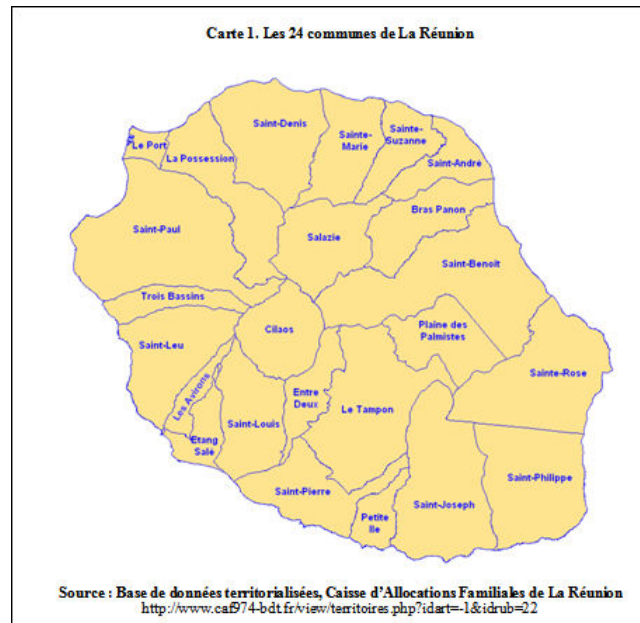 Carte 1. Les 24 communes de La Réunion
Saint-Denis
Sainte-
Marie
Sainte-
Suzanne
Le Port
La Possession
Saint-André
Bras Panon
Saint-Paul
Salazie
Saint-Benoit
Trois Bassins
Cilaos
Plaine des
Palmistes
Saint-Leu
Sainte-Rose
Les Avirons
Entre
Deux
Le Tampon
Saint-Louis
Etang
Salé
Saint-Philippe
Saint-Pierre
Saint-Joseph
Petite
Ile
Source : Base de données territorialisées, Caisse d'Allocations Familiales de La Réunion
http://www.caf974-bdt.fr/view/territoires.php?idart=-1&idrub=22